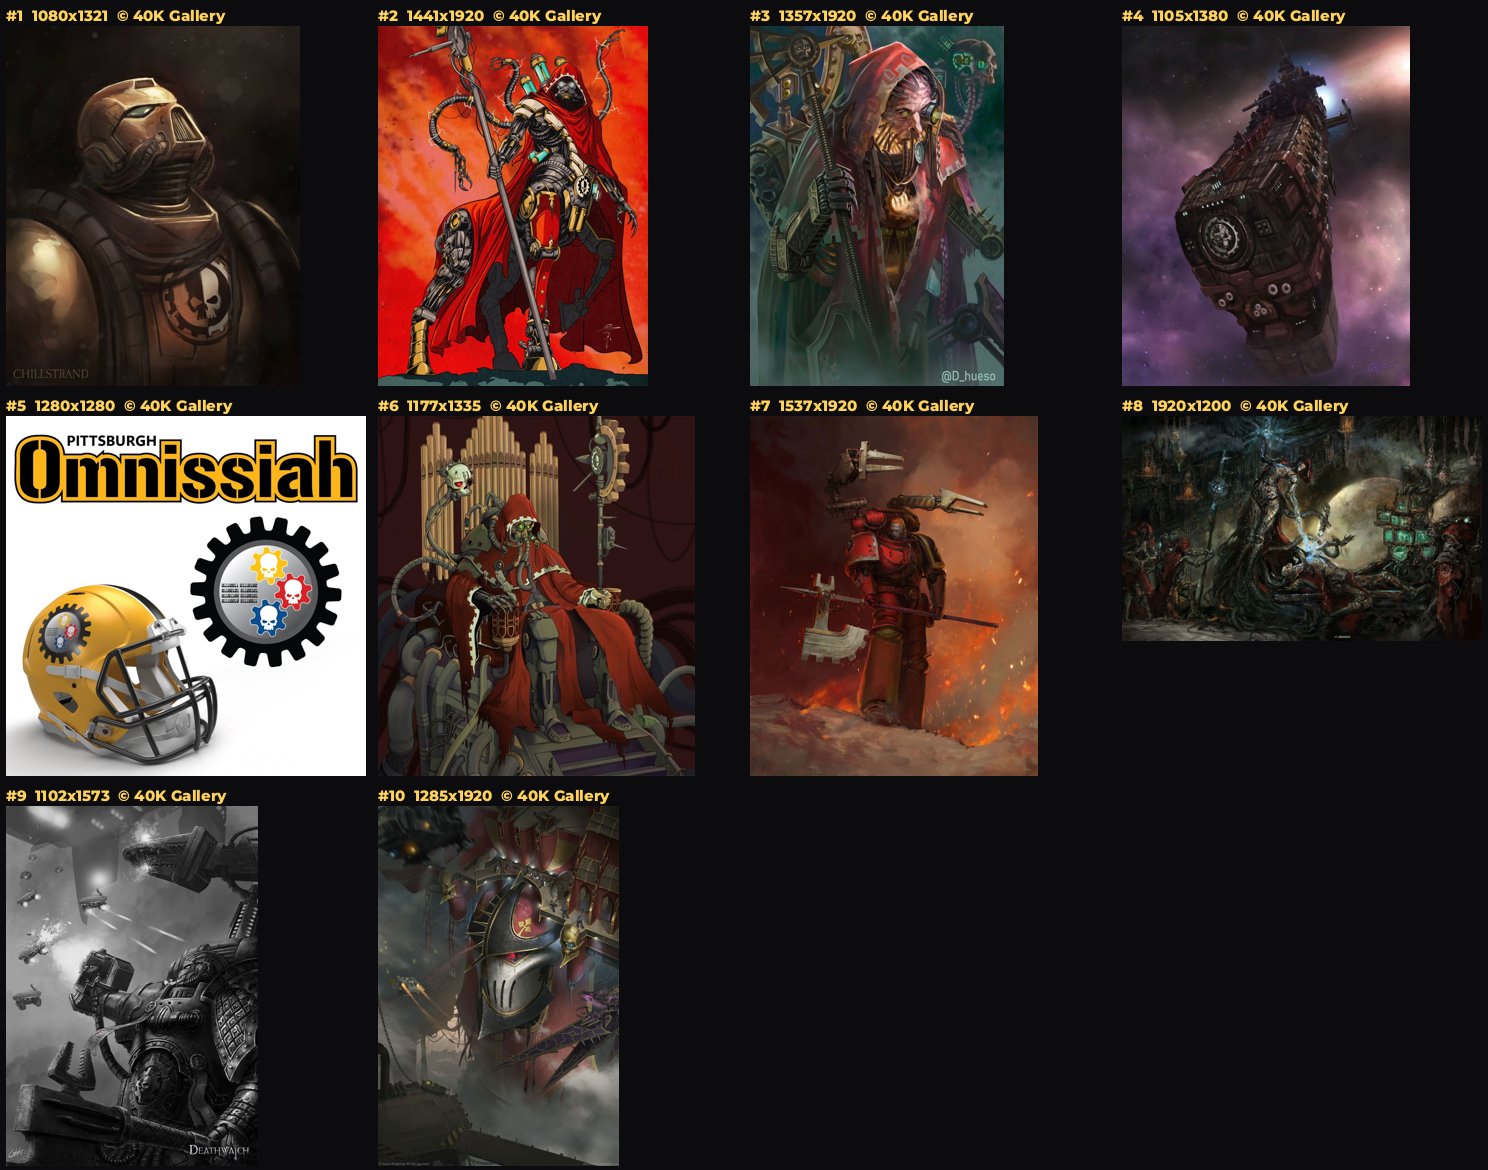 #1 1080x1321 © 40K Gallery
#2 1441x1920 © 40K Gallery
#3 1357x1920 © 40K Gallery
#4 1105x1380 © 40K Gallery
CHILLSTRAND
@D_hueso
#5 1280x1280 © 40K Gallery
#6 1177x1335 © 40K Gallery
#7 1537x1920 © 40K Gallery
#8 1920x1200 © 40K Gallery
PITTSBURGH
Omnissiah
#9 1102x1573 © 40K Gallery
#10 1285x1920 © 40K Gallery
DEATHWATCH